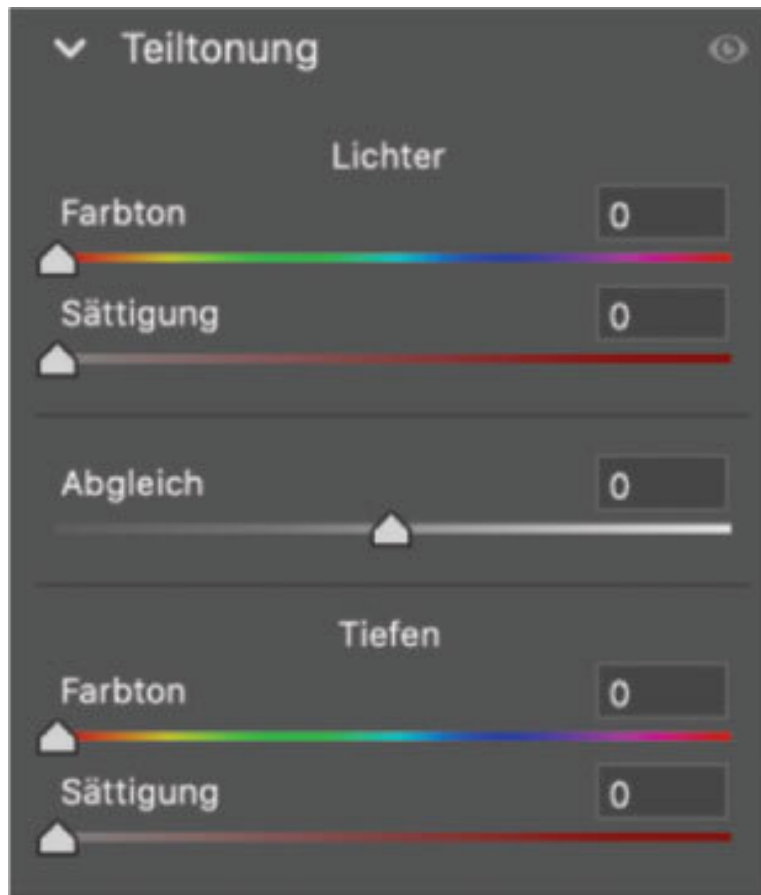 Teiltonung
Lichter
Farbton 0
Sättigung 0
Abgleich 0
Tiefen
Farbton 0
Sättigung 0